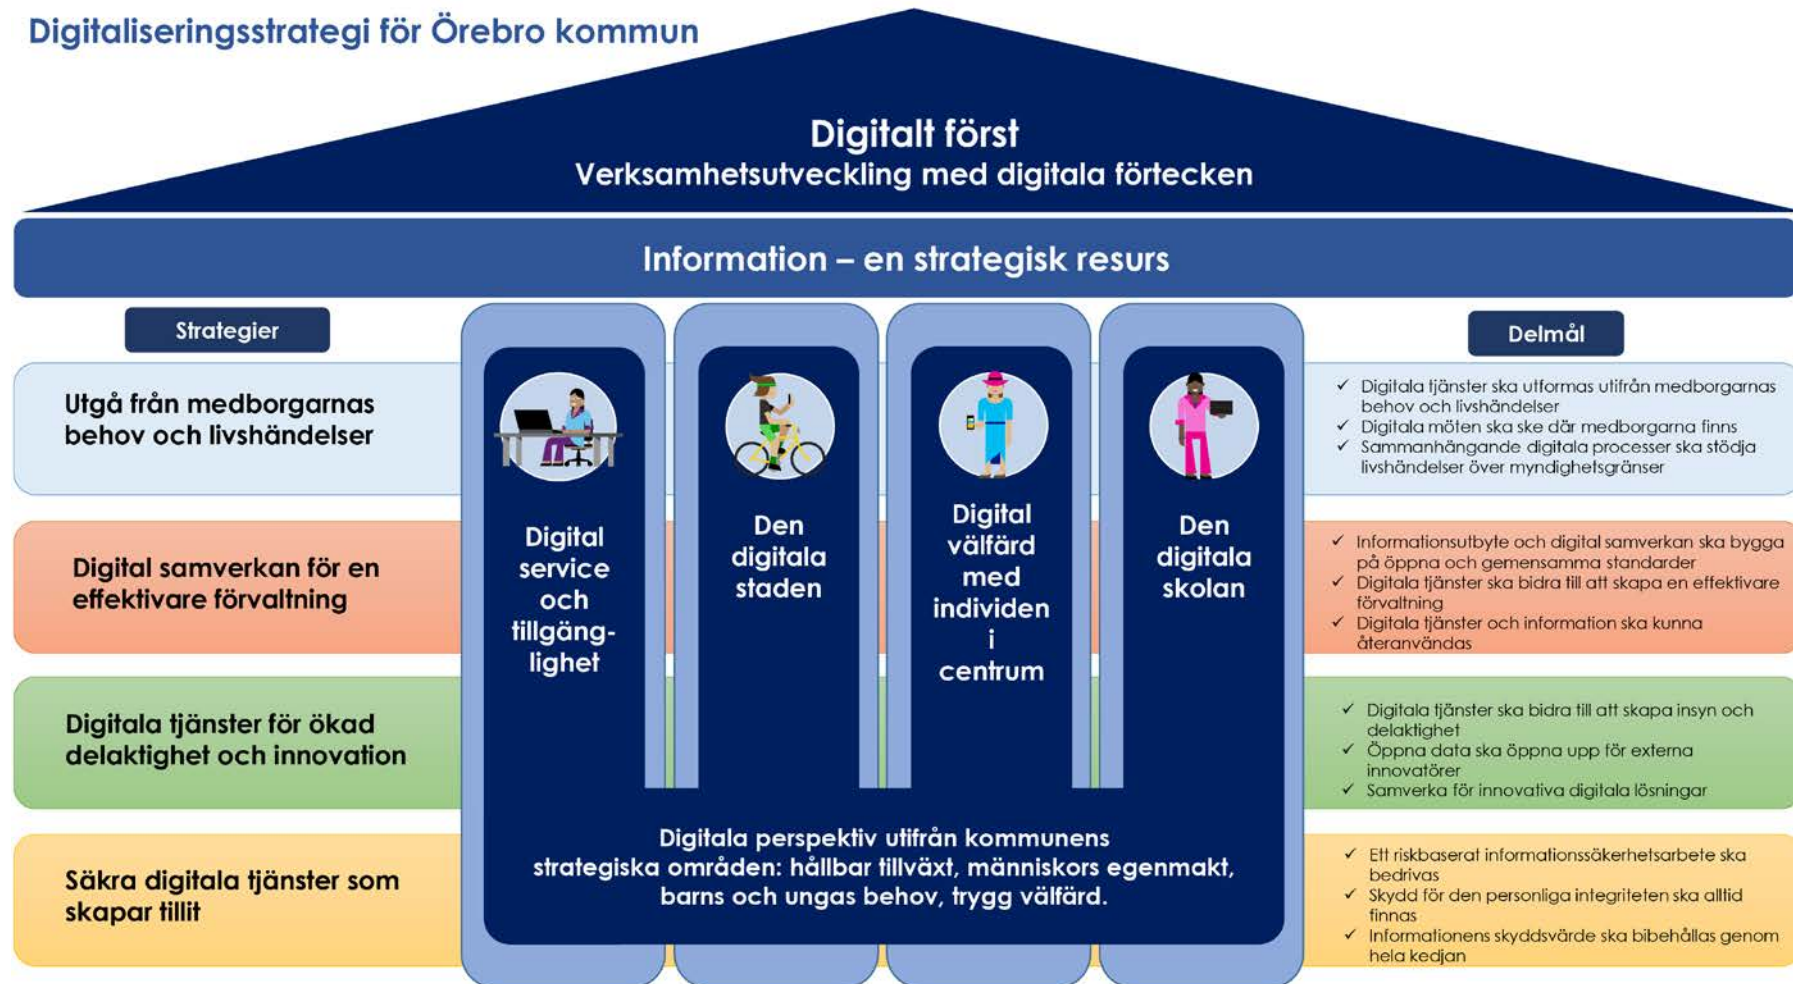 Digitaliseringsstrategi för Örebro kommun
Digitalt först
Verksamhetsutveckling med digitala förtecken
Information – en strategisk resurs
Strategier
Utgå från medborgarnas
behov och livshändelser
Digital samverkan för en
effektivare förvaltning
Digitala tjänster för ökad
delaktighet och innovation
Säkra digitala tjänster som
skapar tillit
Digital
service
och
tillgäng-
lighet
Den
digitala
staden
Digital
välfärd
med
individen
i
centrum
Den
digitala
skolan
Digitala perspektiv utifrån kommunens
strategiska områden: hållbar tillväxt, människors egenmakt,
barns och ungas behov, trygg välfärd.
Delmål
✓ Digitala tjänster ska utformas utifrån medborgarnas
behov och livshändelser
✓ Digitala möten ska ske där medborgarna finns
✓ Sammanhängande digitala processer ska stödja
livshändelser över myndighetsgränser
✓ Informationsutbyte och digital samverkan ska bygga
på öppna och gemensamma standarder
✓ Digitala tjänster ska bidra till att skapa en effektivare
förvaltning
✓ Digitala tjänster och information ska kunna
återanvändas
✓ Digitala tjänster ska bidra till att skapa insyn och
delaktighet
✓ Öppna data ska öppna upp för externa
innovatörer
✓ Samverka för innovativa digitala lösningar
✓ Ett riskbaserat informationssäkerhetsarbete ska
bedrivas
✓ Skydd för den personliga integriteten ska alltid
finnas
✓ Informationens skyddsvärde ska bibehållas genom
hela kedjan